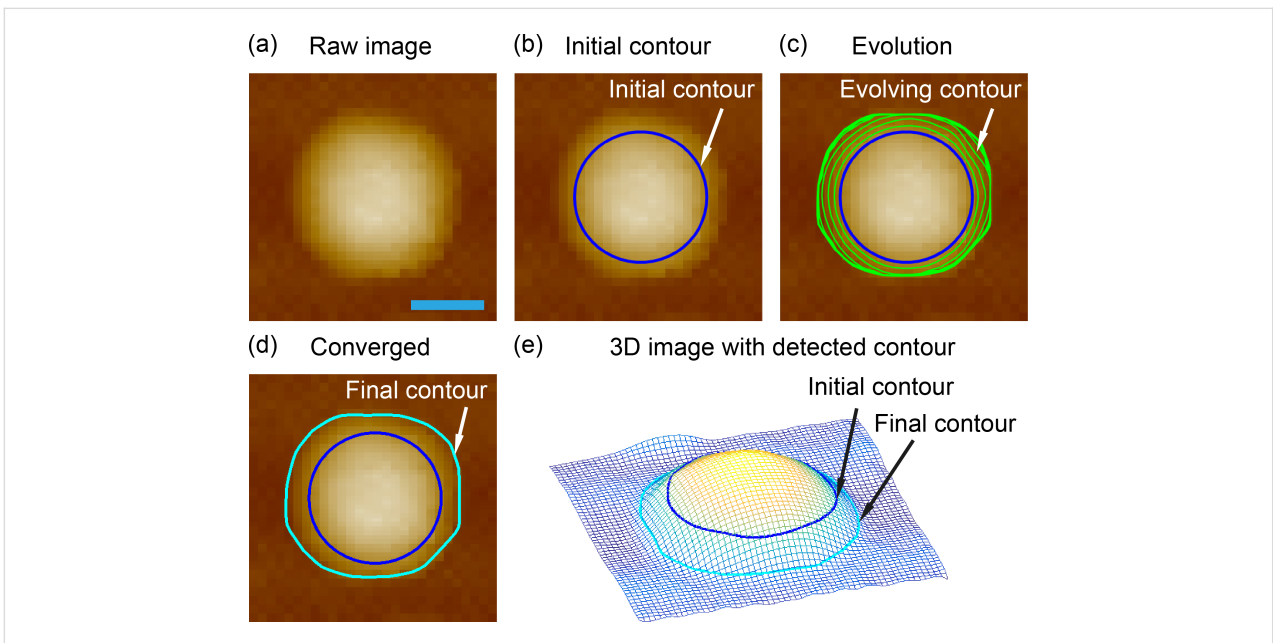 (a) Raw image
(b) Initial contour
(c) Evolution
Initial contour
Evolving contour
(d) Converged
(e) 3D image with detected contour
Final contour
Initial contour
Final contour